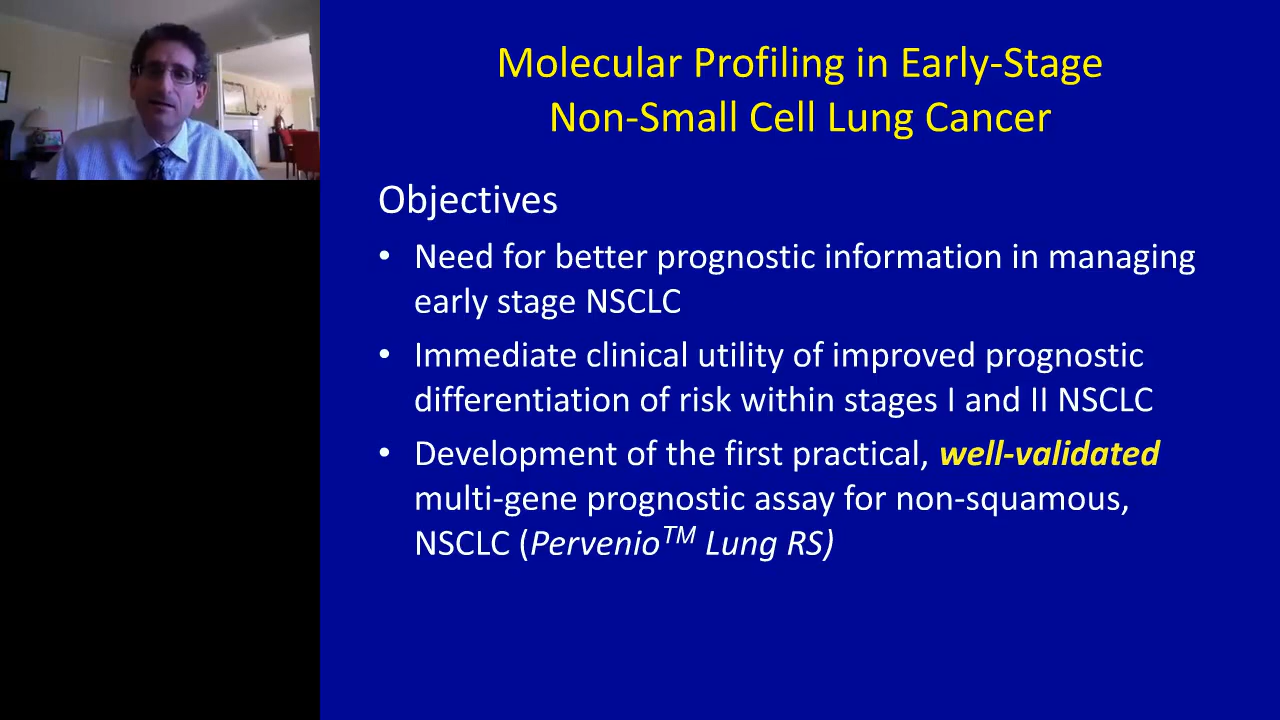 Molecular Profiling in Early-Stage
Non-Small Cell Lung Cancer
Objectives
• Need for better prognostic information in managing
early stage NSCLC
• Immediate clinical utility of improved prognostic
differentiation of risk within stages I and II NSCLC
• Development of the first practical, well-validated
multi-gene prognostic assay for non-squamous,
NSCLC (Pervenio™ Lung RS)